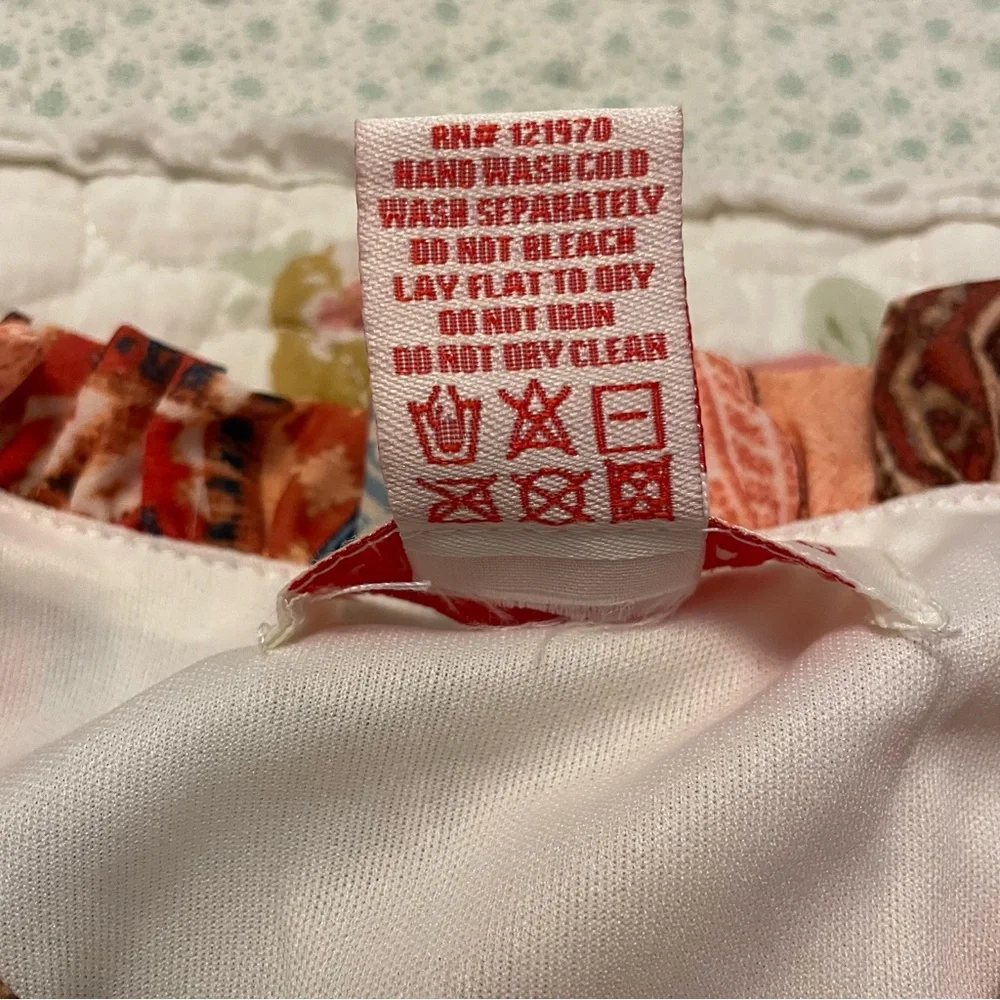 RN# 121970
HAND WASH COLD
WASH SEPARATELY
DO NOT BLEACH
LAY FLAT TO DRY
DO NOT IRON
DO NOT DRY CLEAN